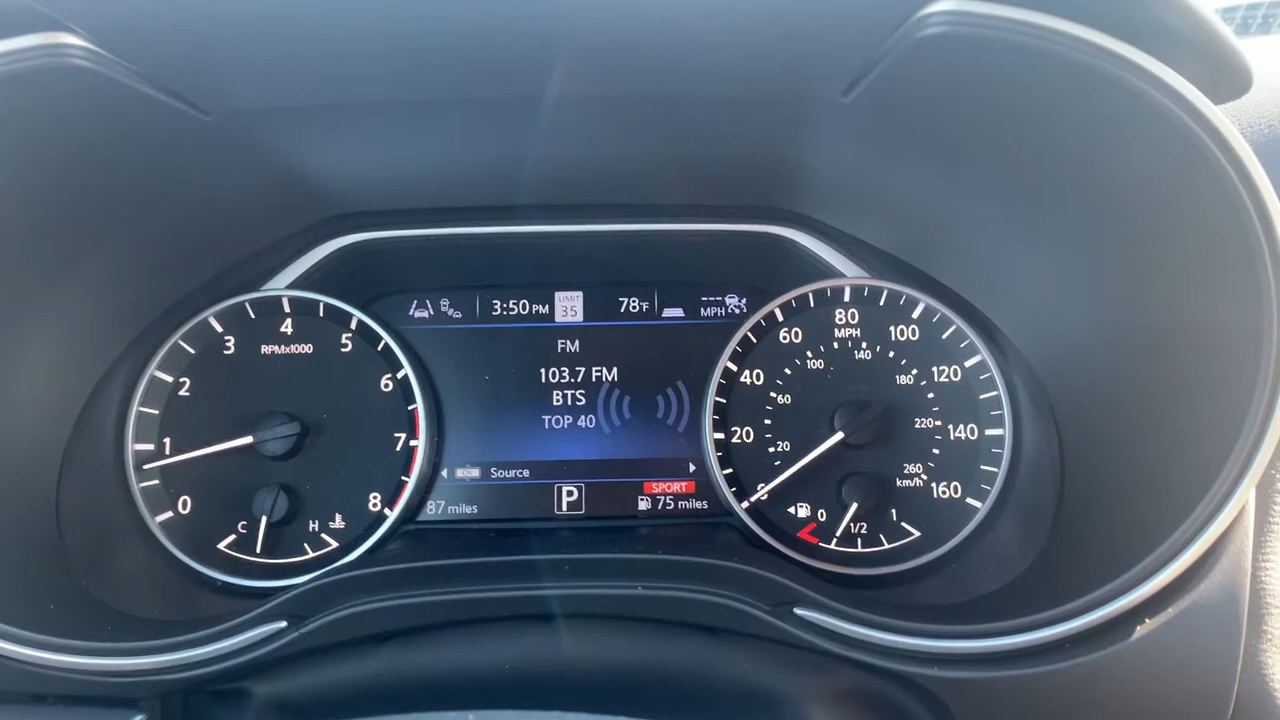 3:50 PM
LIMIT
35
78°F
MPH
FM
103.7 FM
BTS
TOP 40
OK
Source
SPORT
87 miles
P
75 miles
0
1
2
3
4
5
6
7
8
RPMx1000
C
H
0
20
40
60
80
100
120
140
160
MPH
20
60
100
140
180
220
260
km/h
0
1/2
1